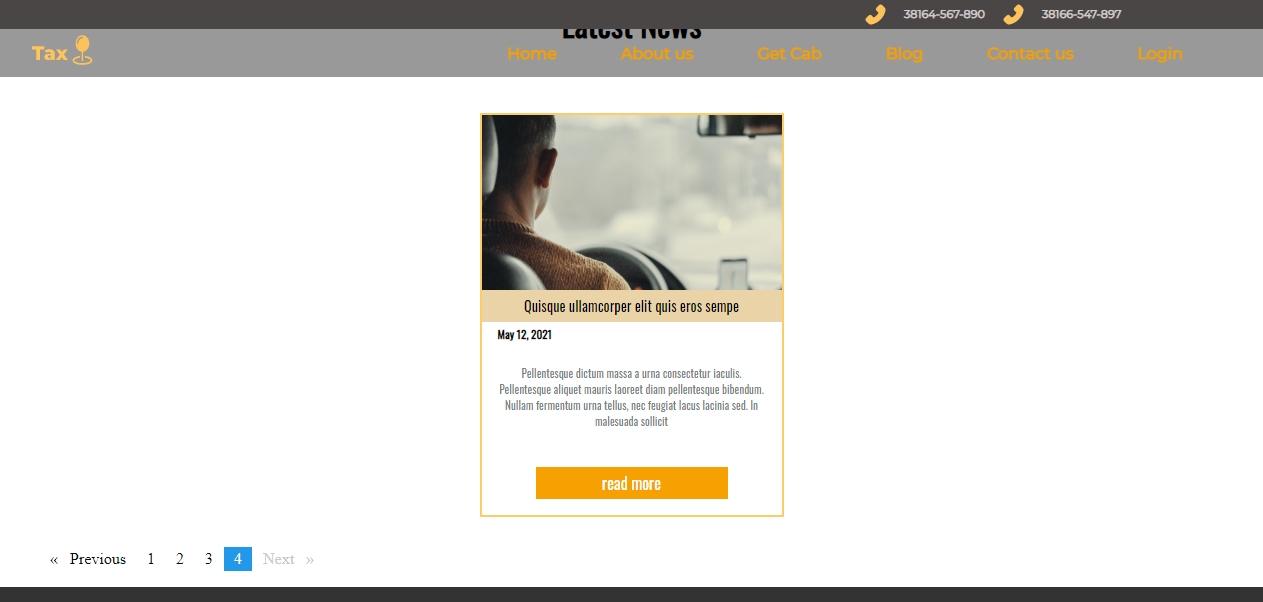 38164-567-890 38166-547-897
Latest News
Tax Home About us Get Cab Blog Contact us Login
Quisque ullamcorper elit quis eros sempe
May 12, 2021
Pellentesque dictum massa a urna consectetur iaculis.
Pellentesque aliquet mauris laoreet diam pellentesque bibendum.
Nullam fermentum urna tellus, nec feugiat lacus lacinia sed. In
malesuada sollicit
read more
« Previous 1 2 3 4 Next »